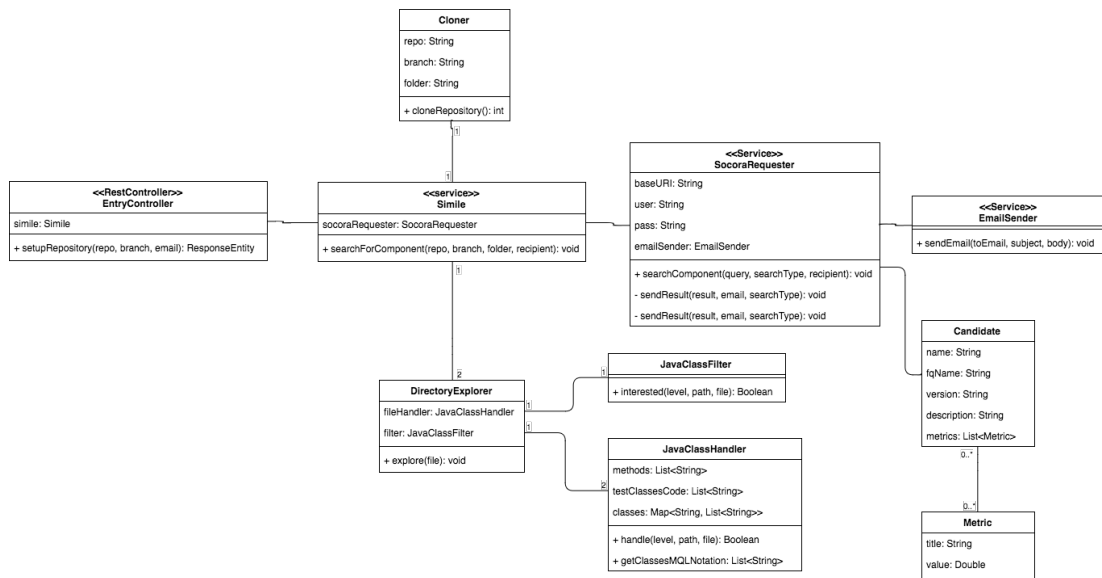 Cloner
repo: String
branch: String
folder: String
+ cloneRepository(): int
1
1
<<RestController>>
EntryController
simile: Simile
+ setupRepository(repo, branch, email): ResponseEntity
<<service>>
Simile
socoraRequester: SocoraRequester
+ searchForComponent(repo, branch, folder, recipient): void
<<Service>>
SocoraRequester
baseURI: String
user: String
pass: String
emailSender: EmailSender
+ searchComponent(query, searchType, recipient): void
- sendResult(result, email, searchType): void
- sendResult(result, email, searchType): void
<<Service>>
EmailSender
+ sendEmail(toEmail, subject, body): void
1
2
Candidate
name: String
fqName: String
version: String
description: String
metrics: List<Metric>
0..*
0..*
DirectoryExplorer
fileHandler: JavaClassHandler
filter: JavaClassFilter
+ explore(file): void
1
1
1
2
JavaClassFilter
+ interested(level, path, file): Boolean
JavaClassHandler
methods: List<String>
testClassesCode: List<String>
classes: Map<String, List<String>>
+ handle(level, path, file): Boolean
+ getClassesMQLNotation: List<String>
Metric
title: String
value: Double